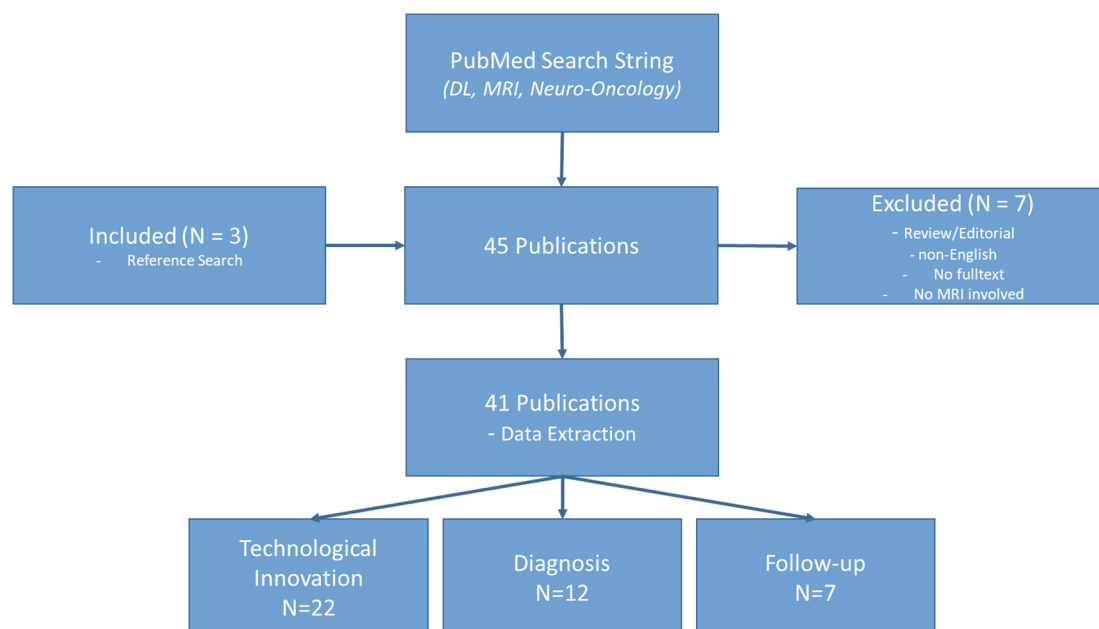 PubMed Search String
(DL, MRI, Neuro-Oncology)
Included (N = 3)
- Reference Search
45 Publications
Excluded (N = 7)
- Review/Editorial
- non-English
- No fulltext
- No MRI involved
41 Publications
- Data Extraction
Technological
Innovation
N=22
Diagnosis
N=12
Follow-up
N=7